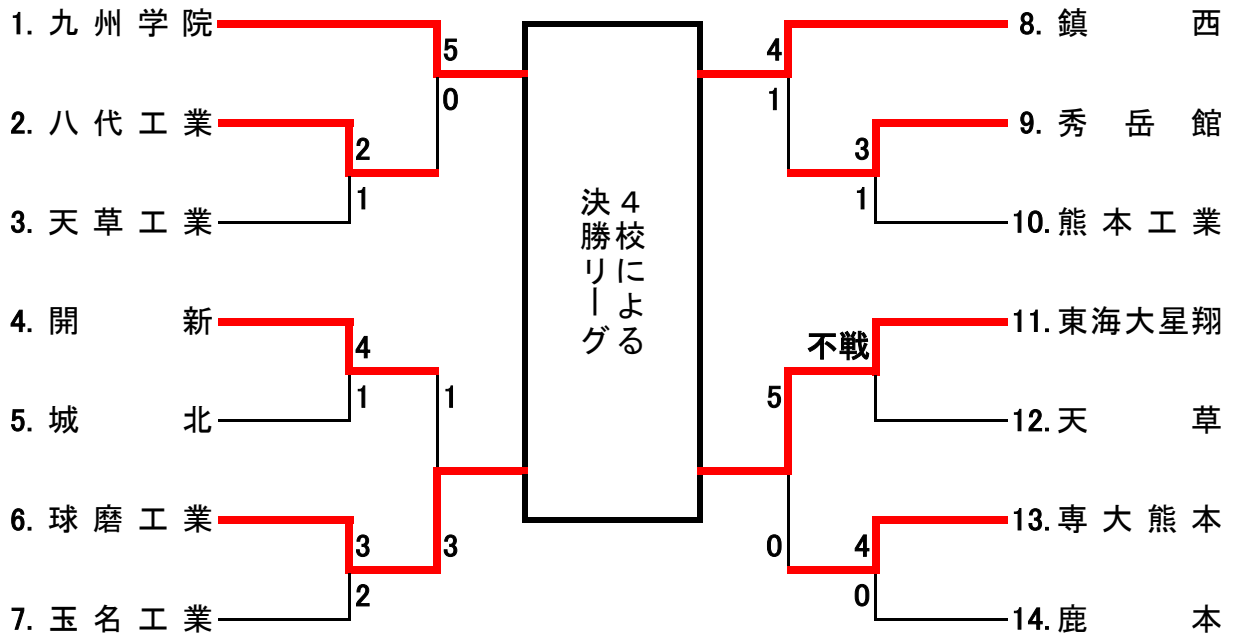 1. 九州学院
2. 八代工業
3. 天草工業
4. 開新
5. 城北
6. 球磨工業
7. 玉名工業
5
0
2
1
4
1
1
3
3
2
４校による
決勝リーグ
4
1
3
1
不戦
5
0
4
0
8. 鎮西
9. 秀岳館
10. 熊本工業
11. 東海大星翔
12. 天草
13. 専大熊本
14. 鹿本